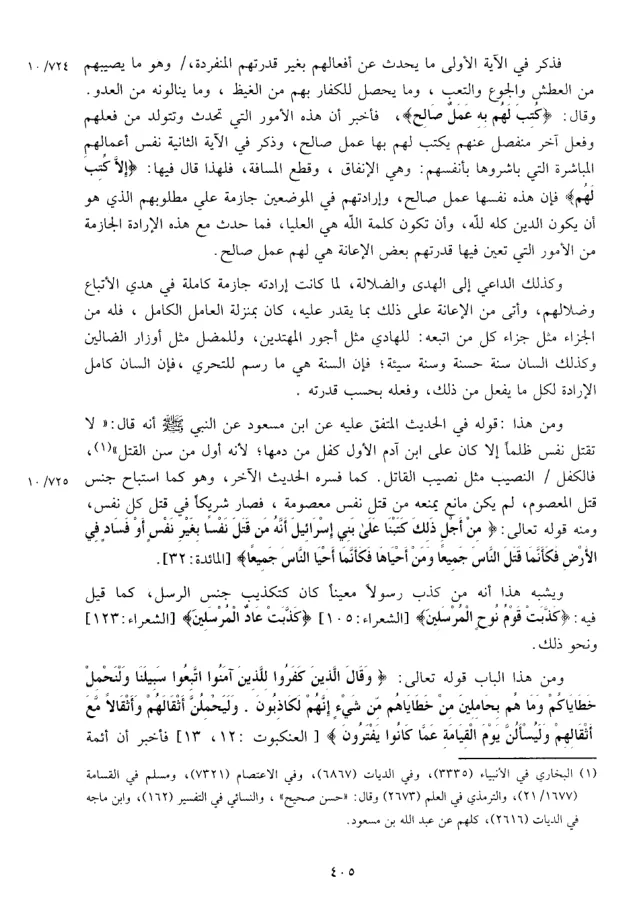 فذكر في الآية الأولى ما يحدث عن أفعالهم بغير قدرتهم المنفردة،/ وهو ما يصيبهم ١٠/٧٢٤
من العطش والجوع والتعب ، وما يحصل للكفار بهم من الغيظ ، وما ينالونه من العدو.
وقال: ﴿كُتِبَ لَهُم بِهِ عَمَلٌ صَالِحٌ﴾، فأخبر أن هذه الأمور التي تحدث وتتولد من فعلهم
وفعل آخر منفصل عنهم يكتب لهم بها عمل صالح، وذكر في الآية الثانية نفس أعمالهم
المباشرة التي باشروها بأنفسهم: وهي الإنفاق ، وقطع المسافة، فلهذا قال فيها: ﴿إِلاَّ كُتِبَ
لَهُم﴾ فإن هذه نفسها عمل صالح، وإرادتهم في الموضعين جازمة علي مطلوبهم الذي هو
أن يكون الدين كله لله، وأن تكون كلمة الله هي العليا، فما حدث مع هذه الإرادة الجازمة
من الأمور التي تعين فيها قدرتهم بعض الإعانة هي لهم عمل صالح.
وكذلك الداعي إلى الهدى والضلالة، لما كانت إرادته جازمة كاملة في هدي الأتباع
وضلالهم، وأتى من الإعانة على ذلك بما يقدر عليه، كان بمنزلة العامل الكامل ، فله من
الجزاء مثل جزاء كل من اتبعه: للهادي مثل أجور المهتدين، وللمضل مثل أوزار الضالين
وكذلك السان سنة حسنة وسنة سيئة؛ فإن السنة هي ما رسم للتحري ،فإن السان كامل
الإرادة لكل ما يفعل من ذلك، وفعله بحسب قدرته .
ومن هذا :قوله في الحديث المتفق عليه عن ابن مسعود عن النبي ﷺ أنه قال:« لا
تقتل نفس ظلماً إلا كان على ابن آدم الأول كفل من دمها؛ لأنه أول من سن القتل»(١)،
فالكفل / النصيب مثل نصيب القاتل. كما فسره الحديث الآخر، وهو كما استباح جنس ١٠/٧٢٥
قتل المعصوم، لم يكن مانع يمنعه من قتل نفس معصومة ، فصار شريكاً في قتل كل نفس،
ومنه قوله تعالى:﴿ مِنْ أَجْلِ ذَلِكَ كَتَبْنَا عَلَىٰ بَنِي إِسْرَائِيلَ أَنَّهُ مَن قَتَلَ نَفْسًا بِغَيْرِ نَفْسٍ أَوْ فَسَادٍ فِي
الأَرْضِ فَكَأَنَّمَا قَتَلَ النَّاسَ جَمِيعًا وَمَنْ أَحْيَاهَا فَكَأَنَّمَا أَحْيَا النَّاسَ جَمِيعًا﴾ [المائدة:٣٢].
ويشبه هذا أنه من كذب رسولاً معيناً كان كتكذيب جنس الرسل، كما قيل
فيه: ﴿كَذَّبَتْ قَوْمُ نُوحٍ الْمُرْسَلِينَ﴾ [الشعراء:١٠٥] ﴿كَذَّبَتْ عَادٌ الْمُرْسَلِينَ﴾ [الشعراء:١٢٣]
ونحو ذلك.
ومن هذا الباب قوله تعالى: ﴿ وَقَالَ الَّذِينَ كَفَرُوا لِلَّذِينَ آمَنُوا اتَّبِعُوا سَبِيلَنَا وَلْنَحْمِلْ
خَطَايَاكُمْ وَمَا هُم بِحَامِلِينَ مِنْ خَطَايَاهُم مِّن شَيْءٍ إِنَّهُمْ لَكَاذِبُونَ . وَلَيَحْمِلُنَّ أَثْقَالَهُمْ وَأَثْقَالاً مَّعَ
أَثْقَالِهِمْ وَلَيُسْأَلُنَّ يَوْمَ الْقِيَامَةِ عَمَّا كَانُوا يَفْتَرُونَ ﴾ [ العنكبوت :١٢، ١٣] فأخبر أن أئمة
(١) البخاري في الأنبياء (٣٣٣٥)، وفي الديات (٦٨٦٧)، وفي الاعتصام (٧٣٢١)، ومسلم في القسامة
(٢١/١٦٧٧)، والترمذي في العلم (٢٦٧٣) وقال: «حسن صحيح» ، والنسائي في التفسير (١٦٢)، وابن ماجه
في الديات (٢٦١٦)، كلهم عن عبد الله بن مسعود.
٤٠٥